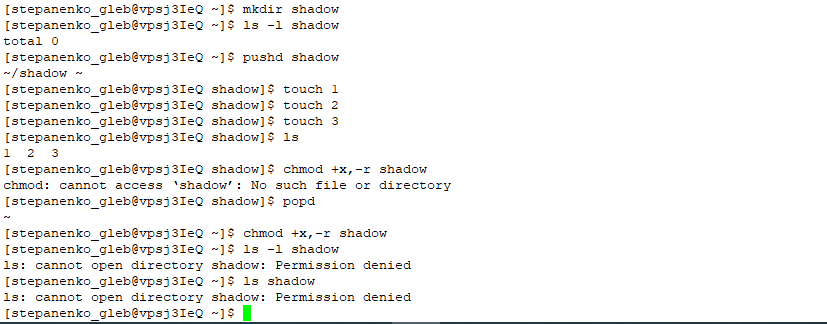 [stepanenko_gleb@vpsj3IeQ ~]$ mkdir shadow
[stepanenko_gleb@vpsj3IeQ ~]$ ls -l shadow
total 0
[stepanenko_gleb@vpsj3IeQ ~]$ pushd shadow
~/shadow ~
[stepanenko_gleb@vpsj3IeQ shadow]$ touch 1
[stepanenko_gleb@vpsj3IeQ shadow]$ touch 2
[stepanenko_gleb@vpsj3IeQ shadow]$ touch 3
[stepanenko_gleb@vpsj3IeQ shadow]$ ls
1  2  3
[stepanenko_gleb@vpsj3IeQ shadow]$ chmod +x,-r shadow
chmod: cannot access ‘shadow’: No such file or directory
[stepanenko_gleb@vpsj3IeQ shadow]$ popd
~
[stepanenko_gleb@vpsj3IeQ ~]$ chmod +x,-r shadow
[stepanenko_gleb@vpsj3IeQ ~]$ ls -l shadow
ls: cannot open directory shadow: Permission denied
[stepanenko_gleb@vpsj3IeQ ~]$ ls shadow
ls: cannot open directory shadow: Permission denied
[stepanenko_gleb@vpsj3IeQ ~]$